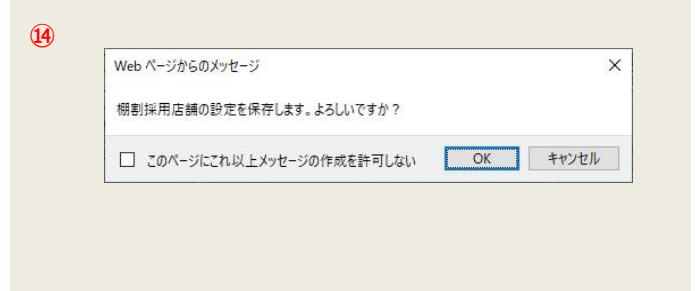 ⑭
Web ページからのメッセージ
棚割採用店舗の設定を保存します。よろしいですか？
このページにこれ以上メッセージの作成を許可しない
OK
キャンセル